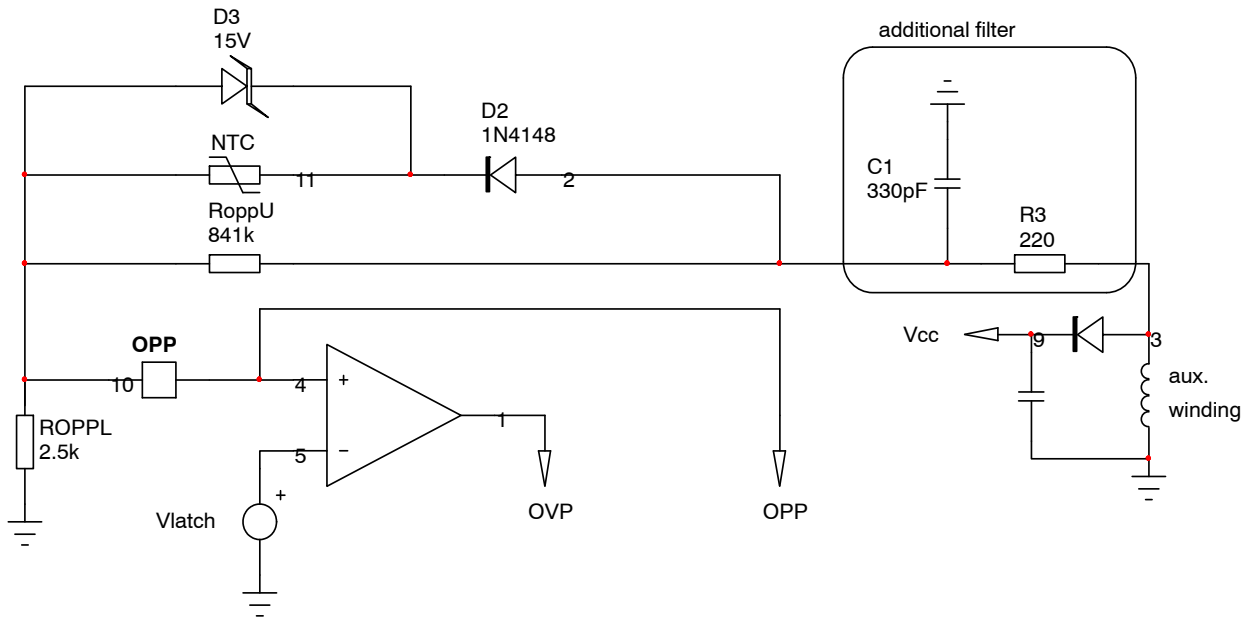 additional filter
D3
15V
D2
1N4148
NTC
11
2
C1
330pF
RoppU
841k
R3
220
OPP
Vcc
9
3
10
4
+
aux.
winding
ROPPL
2.5k
1
5
−
+
Vlatch
OVP
OPP